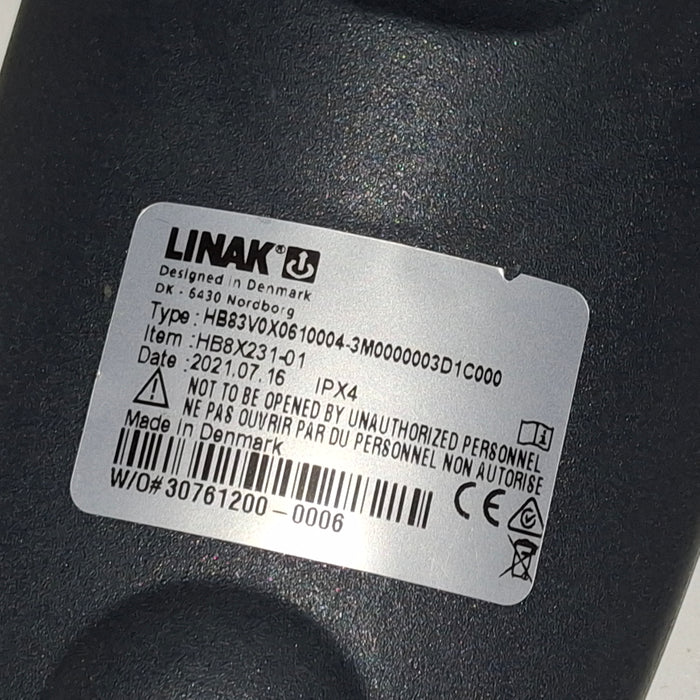 LINAK®
Designed in Denmark
DK - 6430 Nordborg
Type : HB83V0X0610004-3M0000003D1C000
Item : HB8X231-01
Date : 2021.07.16 IPX4
NOT TO BE OPENED BY UNAUTHORIZED PERSONNEL
NE PAS OUVRIR PAR DU PERSONNEL NON AUTORISE
Made in Denmark
W/O# 30761200-0006
CE